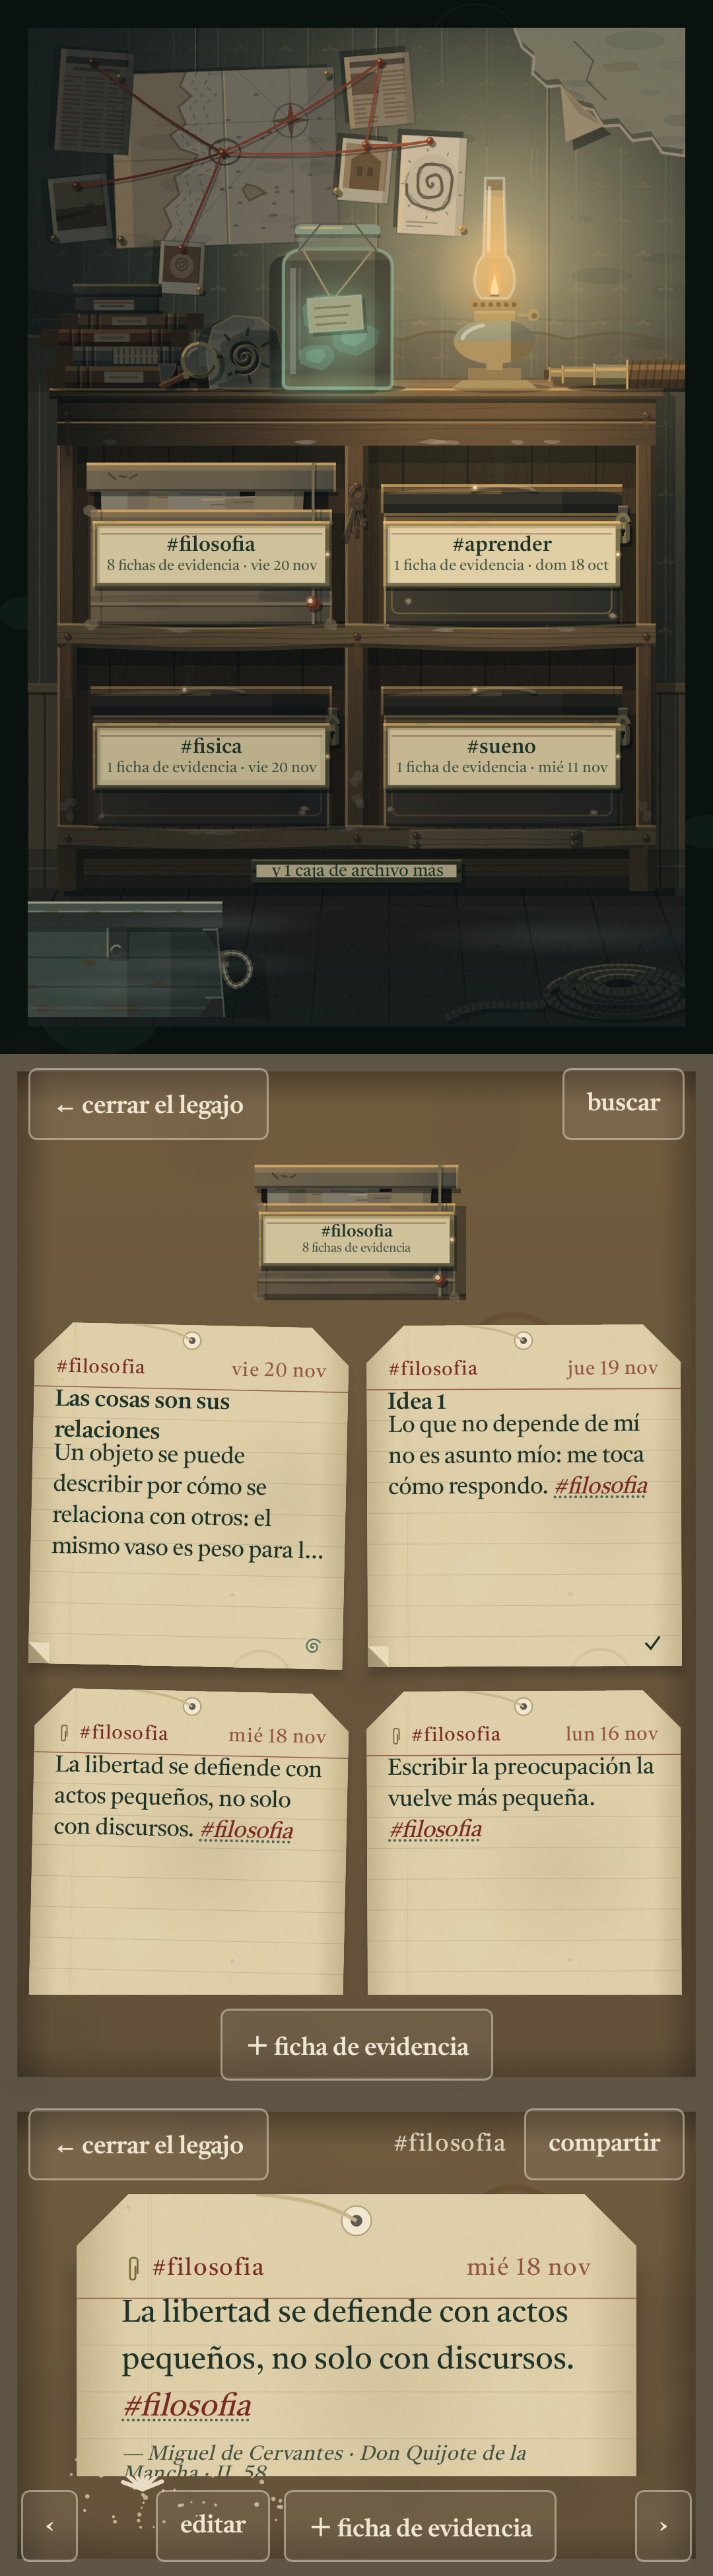 #filosofia
8 fichas de evidencia · vie 20 nov
#aprender
1 ficha de evidencia · dom 18 oct
#fisica
1 ficha de evidencia · vie 20 nov
#sueno
1 ficha de evidencia · mié 11 nov
y 1 caja de archivo más
← cerrar el legajo
buscar
#filosofia
8 fichas de evidencia
#filosofia vie 20 nov
Las cosas son sus
relaciones
Un objeto se puede
describir por cómo se
relaciona con otros: el
mismo vaso es peso para l...
#filosofia jue 19 nov
Idea 1
Lo que no depende de mí
no es asunto mío: me toca
cómo respondo. #filosofia
#filosofia mié 18 nov
La libertad se defiende con
actos pequeños, no solo
con discursos. #filosofia
#filosofia lun 16 nov
Escribir la preocupación la
vuelve más pequeña.
#filosofia
+ ficha de evidencia
← cerrar el legajo
#filosofia
compartir
#filosofia mié 18 nov
La libertad se defiende con actos
pequeños, no solo con discursos.
#filosofia
— Miguel de Cervantes · Don Quijote de la
Mancha · II, 58
‹
editar
+ ficha de evidencia
›